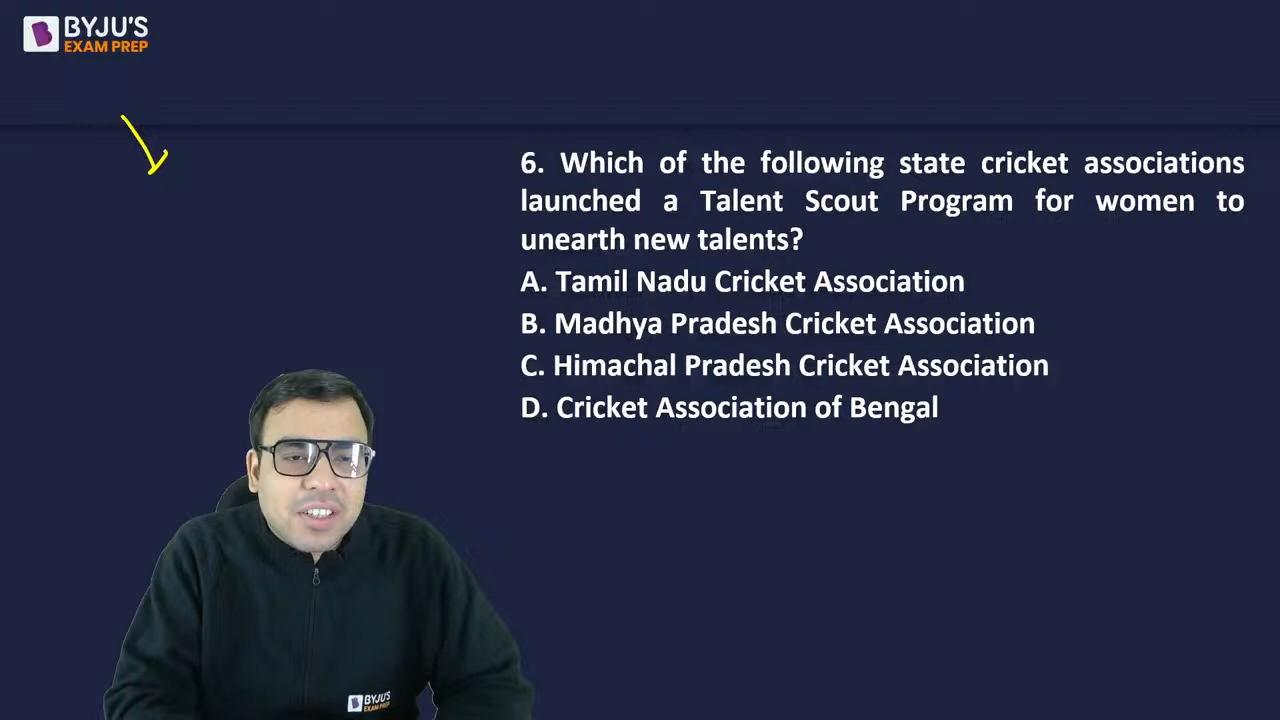 BYJU'S
EXAM PREP
6. Which of the following state cricket associations
launched a Talent Scout Program for women to
unearth new talents?
A. Tamil Nadu Cricket Association
B. Madhya Pradesh Cricket Association
C. Himachal Pradesh Cricket Association
D. Cricket Association of Bengal
BYJU'S
EXAM PREP